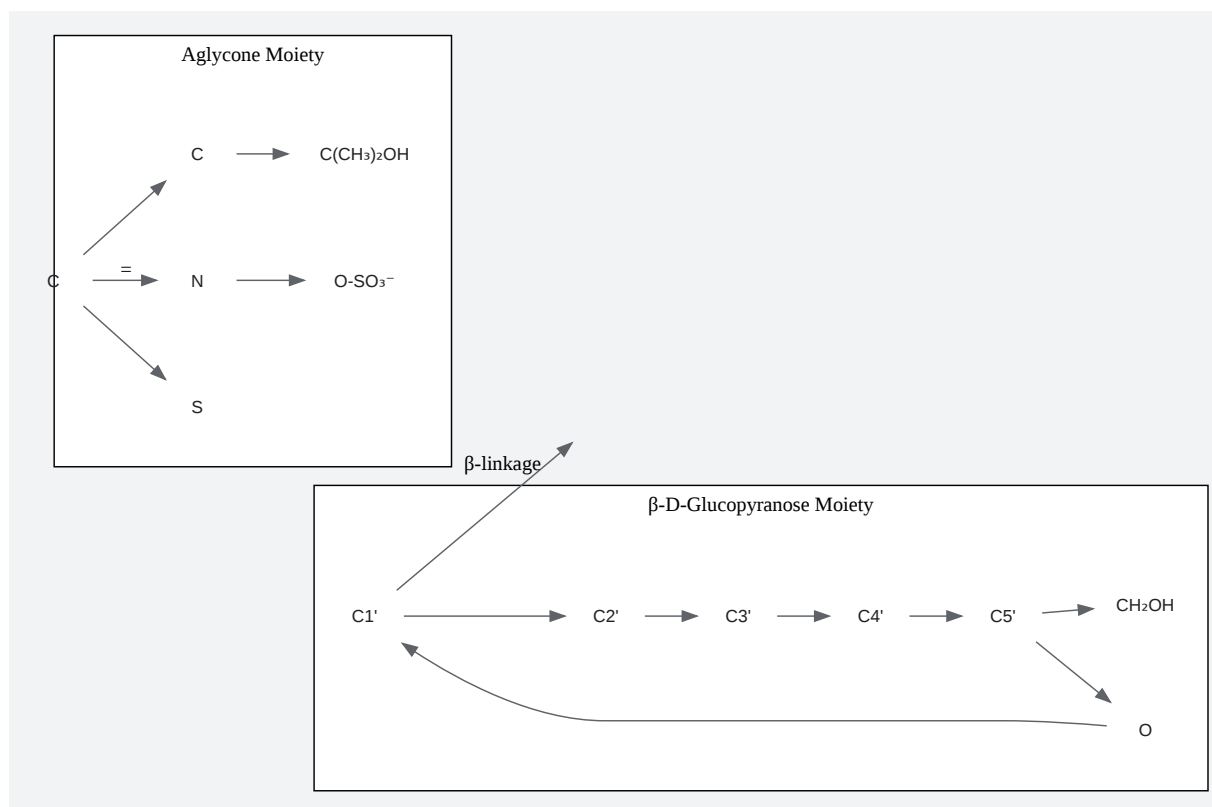 Aglycone Moiety
C C(CH₃)₂OH
=
C N O-SO₃⁻
S
β-linkage
β-D-Glucopyranose Moiety
C1' C2' C3' C4' C5' CH₂OH
O